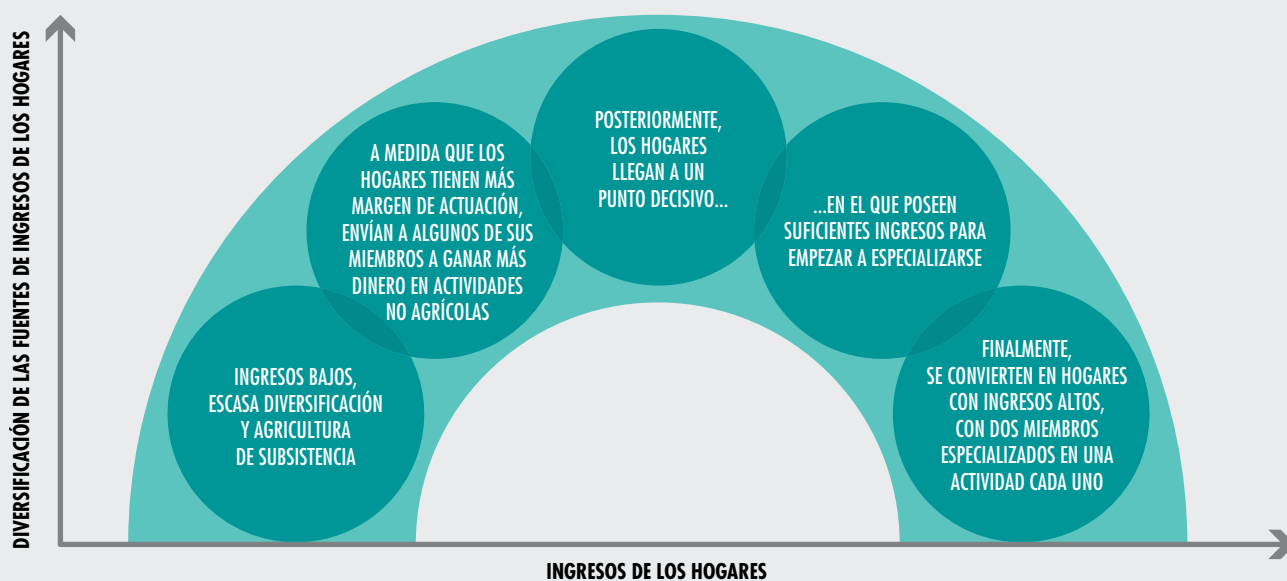 DIVERSIFICACIÓN DE LAS FUENTES DE INGRESOS DE LOS HOGARES
INGRESOS BAJOS,
ESCASA DIVERSIFICACIÓN
Y AGRICULTURA
DE SUBSISTENCIA
A MEDIDA QUE LOS
HOGARES TIENEN MÁS
MARGEN DE ACTUACIÓN,
ENVÍAN A ALGUNOS DE SUS
MIEMBROS A GANAR MÁS
DINERO EN ACTIVIDADES
NO AGRÍCOLAS
POSTERIORMENTE,
LOS HOGARES
LLEGAN A UN
PUNTO DECISIVO...
...EN EL QUE POSEEN
SUFICIENTES INGRESOS PARA
EMPEZAR A ESPECIALIZARSE
FINALMENTE,
SE CONVIERTEN EN HOGARES
CON INGRESOS ALTOS,
CON DOS MIEMBROS
ESPECIALIZADOS EN UNA
ACTIVIDAD CADA UNO
INGRESOS DE LOS HOGARES